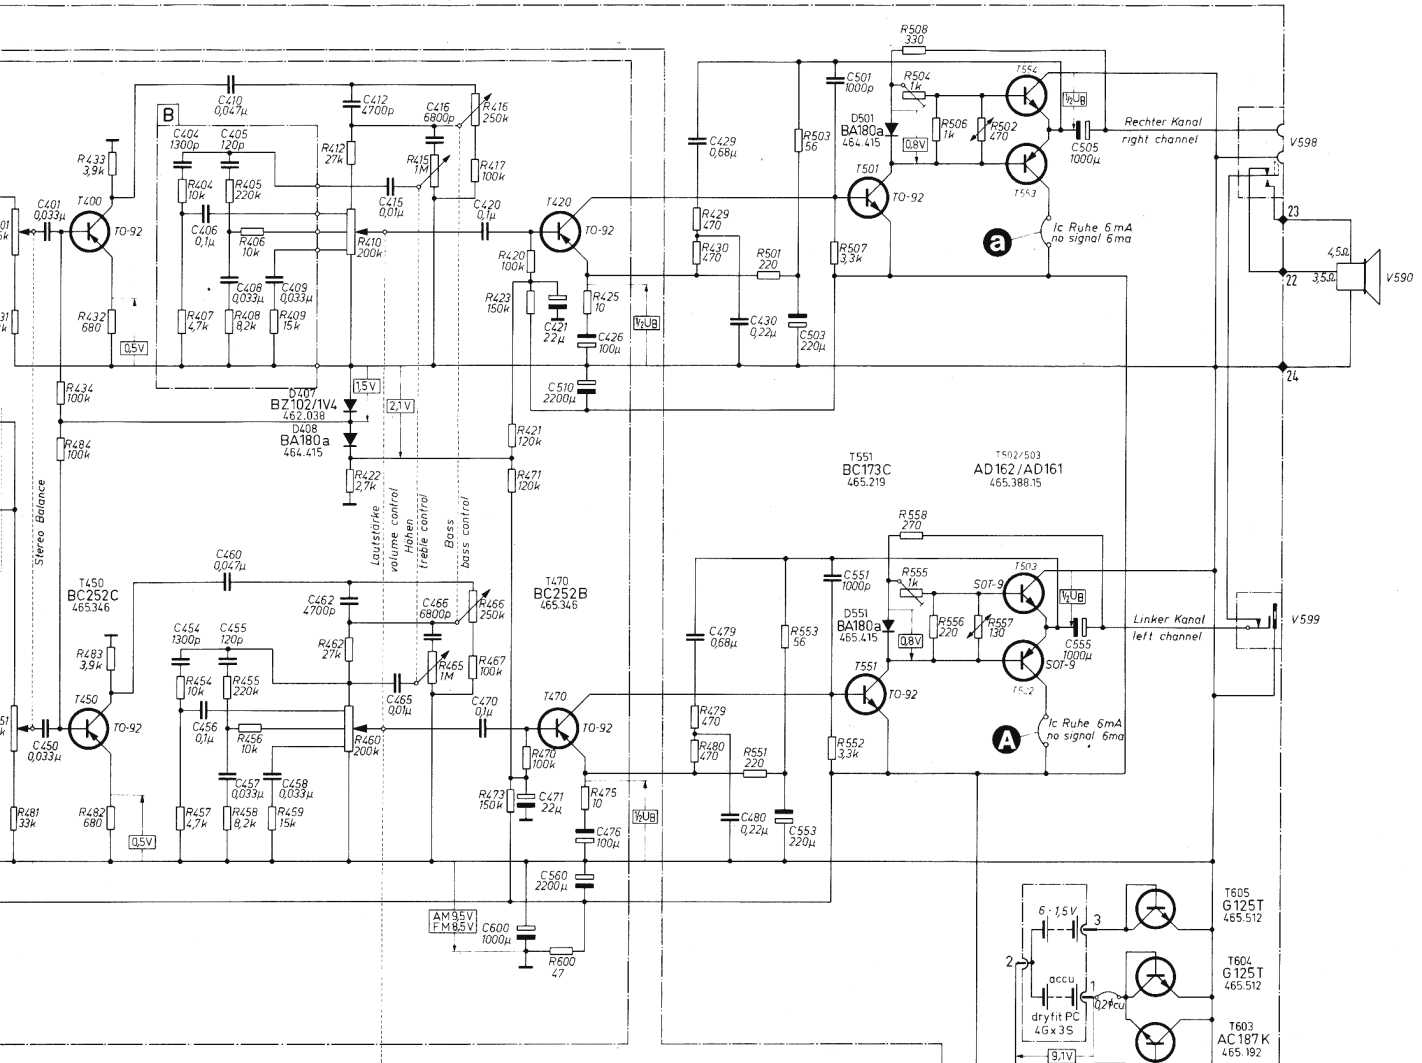 R508
330
C501
1000p
R504
1k
T554
½UB
C410
0,047µ
C412
4700p
C416
6800p
R416
250k
B
C404
1300p
C405
120p
R412
27k
R415
1M
R417
100k
C429
0,68µ
R503
56
D501
BA180a
464.415
0,8V
R506
1k
R502
470
C505
1000µ
Rechter Kanal
right channel
V598
R433
3,9k
R404
10k
R405
220k
T501
TO-92
T553
C401
0,033µ
T400
TO-92
C406
0,1µ
R406
10k
C415
0,01µ
R410
200k
C420
0,1µ
T420
TO-92
R429
470
R430
470
R420
100k
R501
220
R507
3,3k
a
Ic Ruhe 6mA
no signal 6ma
23
4,5Ω
3,5Ω
V590
22
C408
0,033µ
C409
0,033µ
R423
150k
C421
22µ
R425
10
½UB
C426
100µ
C430
0,22µ
C503
220µ
R432
680
R407
4,7k
R408
8,2k
R409
15k
0,5V
24
R434
100k
D407
BZ102/1V4
462.038
1,5V
2,1V
C510
2200µ
D408
BA180a
464.415
R421
120k
R484
100k
R422
2,7k
R471
120k
T551
BC173C
465.219
T502/503
AD162/AD161
465.388.15
Stereo Balance
Lautstärke
volume control
Höhen
treble control
Bass
bass control
R558
270
C460
0,047µ
T450
BC252C
465.346
C462
4700p
C466
6800p
R466
250k
T470
BC252B
465.346
C551
1000p
R555
1k
SOT-9
T503
½UB
C454
1300p
C455
120p
R462
27k
C479
0,68µ
R553
56
D551
BA180a
465.415
0,8V
R556
220
R557
130
C555
1000µ
Linker Kanal
left channel
V599
R483
3,9k
R454
10k
R455
220k
R465
1M
R467
100k
T551
TO-92
SOT-9
T502
T450
TO-92
C450
0,033µ
C456
0,1µ
R456
10k
C465
0,01µ
R460
200k
C470
0,1µ
T470
TO-92
R479
470
R480
470
R470
100k
R551
220
R552
3,3k
A
Ic Ruhe 6mA
no signal 6ma
C457
0,033µ
C458
0,033µ
R473
150k
C471
22µ
R475
10
½UB
C476
100µ
C480
0,22µ
C553
220µ
R481
33k
R482
680
R457
4,7k
R458
8,2k
R459
15k
0,5V
C560
2200µ
AM9,5V
FM8,5V
C600
1000µ
R600
47
6 · 1,5V
3
T605
G125T
465.512
2
accu
1
0,2ϕcu
dryfit PC
4Gx3S
T604
G125T
465.512
T603
AC187K
465.192
9,1V